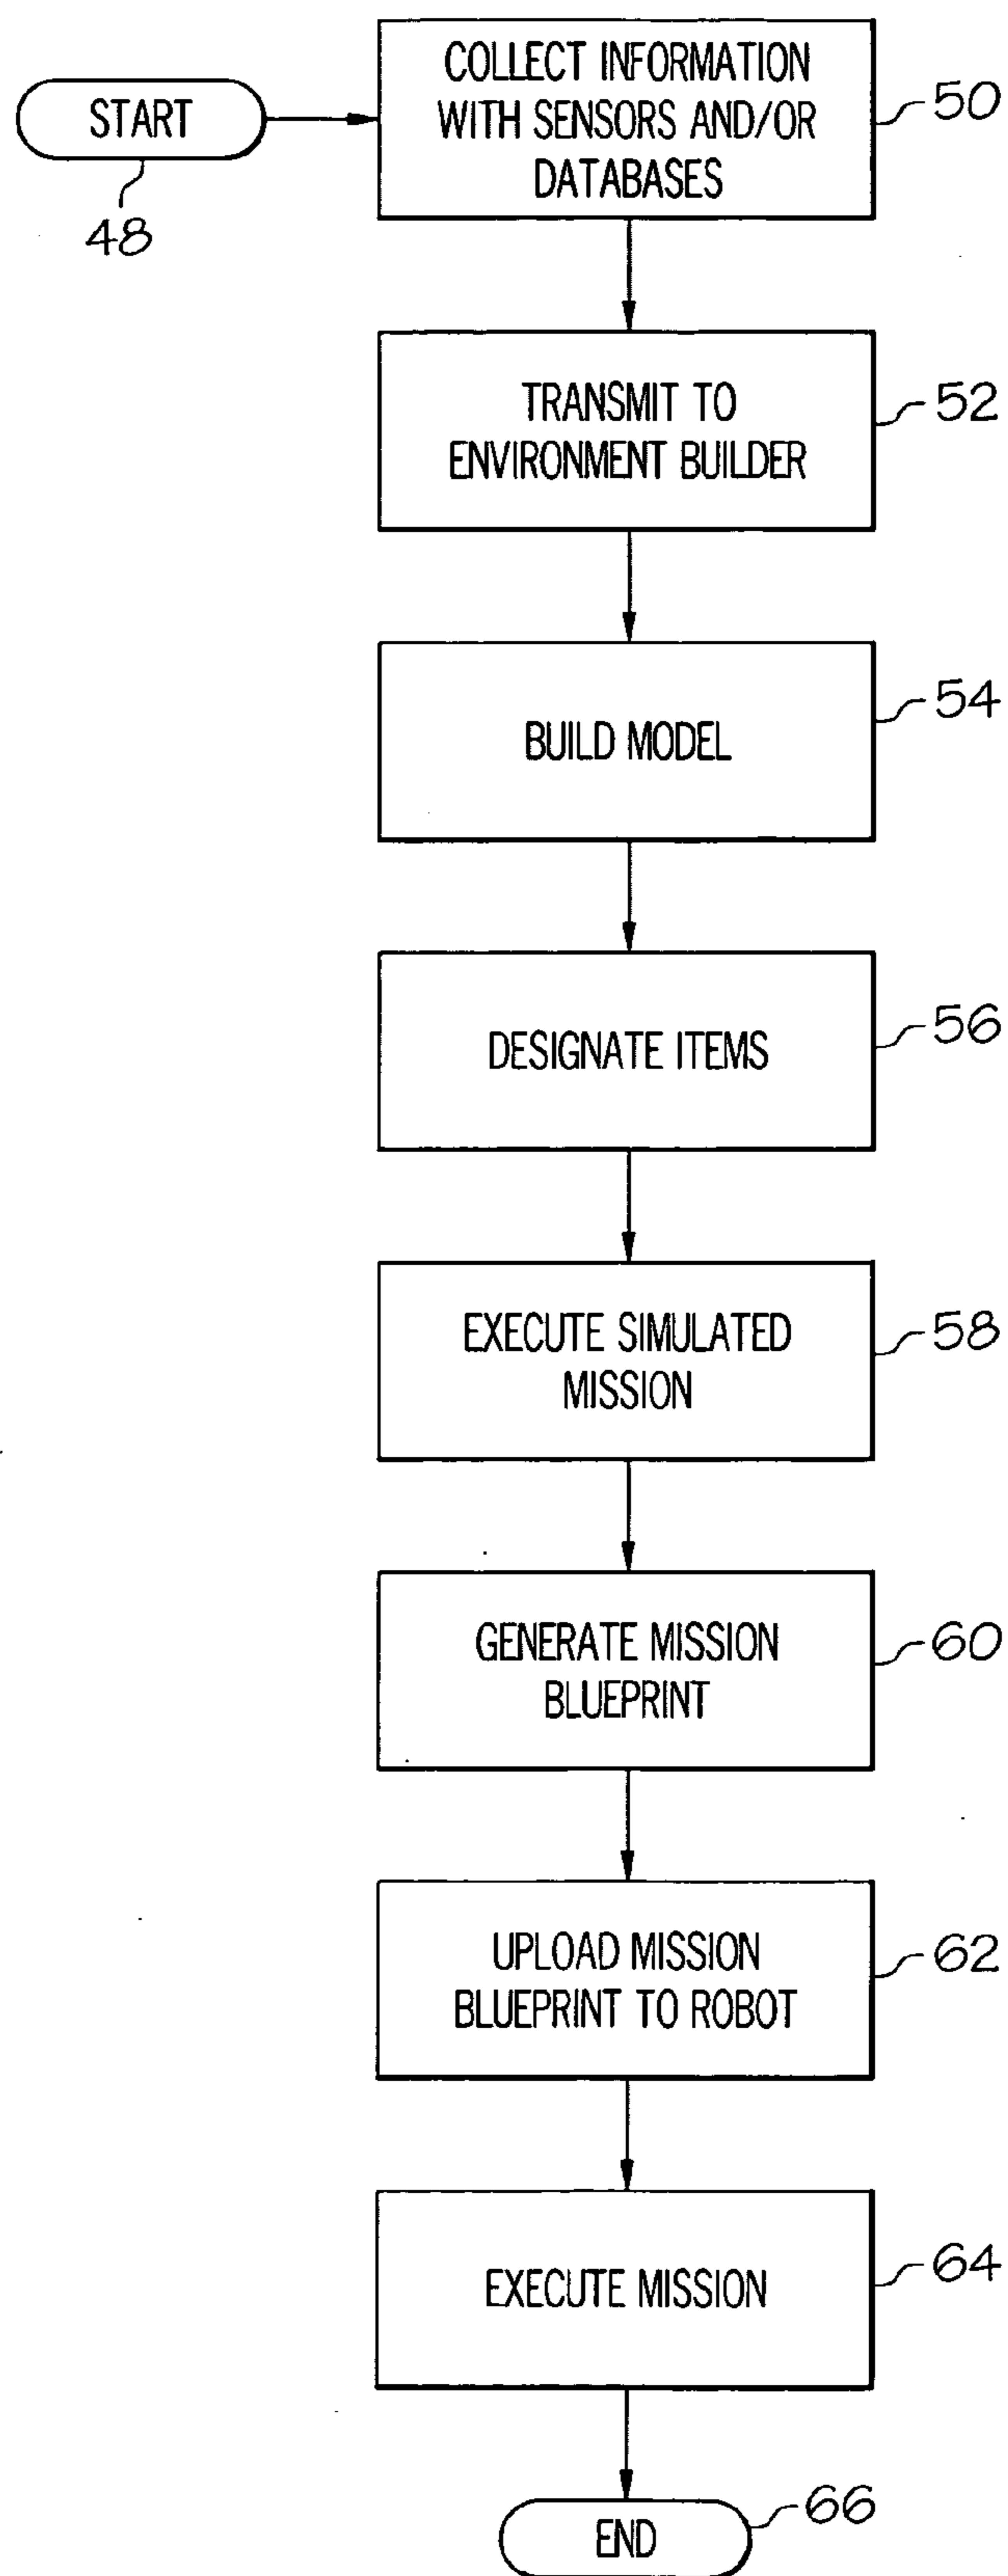 START
48
COLLECT INFORMATION
WITH SENSORS AND/OR
DATABASES
50
TRANSMIT TO
ENVIRONMENT BUILDER
52
BUILD MODEL
54
DESIGNATE ITEMS
56
EXECUTE SIMULATED
MISSION
58
GENERATE MISSION
BLUEPRINT
60
UPLOAD MISSION
BLUEPRINT TO ROBOT
62
EXECUTE MISSION
64
END
66